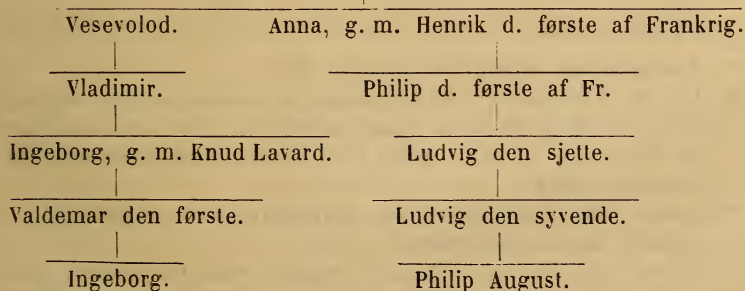 Vesevolod. Anna, g. m. Henrik d. første af Frankrig.
Vladimir. Philip d. første af Fr.
Ingeborg, g. m. Knud Lavard. Ludvig den sjette.
Valdemar den første. Ludvig den syvende.
Ingeborg. Philip August.